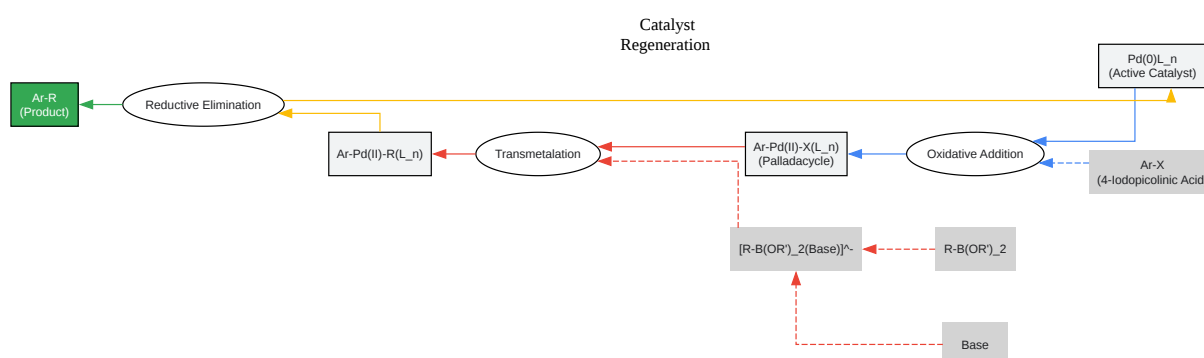 Catalyst
Regeneration
Pd(0)L_n
(Active Catalyst)
Ar-R
(Product)
Reductive Elimination
Ar-Pd(II)-R(L_n)
Transmetalation
Ar-Pd(II)-X(L_n)
(Palladacycle)
Oxidative Addition
Ar-X
(4-Iodopicolinic Acid
[R-B(OR')_2(Base)]^-
R-B(OR')_2
Base